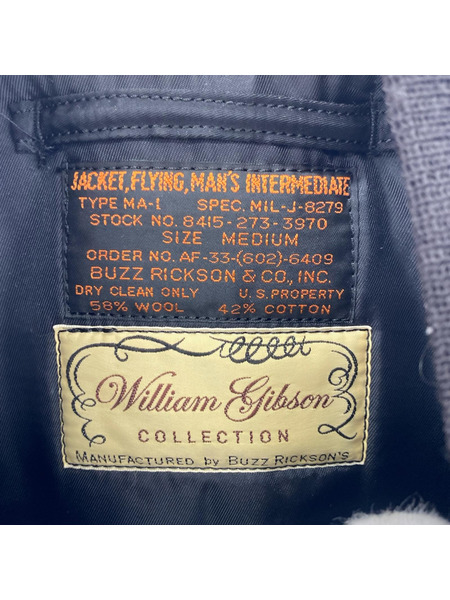 JACKET, FLYING, MAN'S INTERMEDIATE
TYPE MA-1 SPEC. MIL-J-8279
STOCK NO. 8415-273-3970
SIZE MEDIUM
ORDER NO. AF-33-(602)-6409
BUZZ RICKSON & CO., INC.
DRY CLEAN ONLY U.S. PROPERTY
58% WOOL 42% COTTON
William Gibson
COLLECTION
MANUFACTURED by BUZZ RICKSON'S